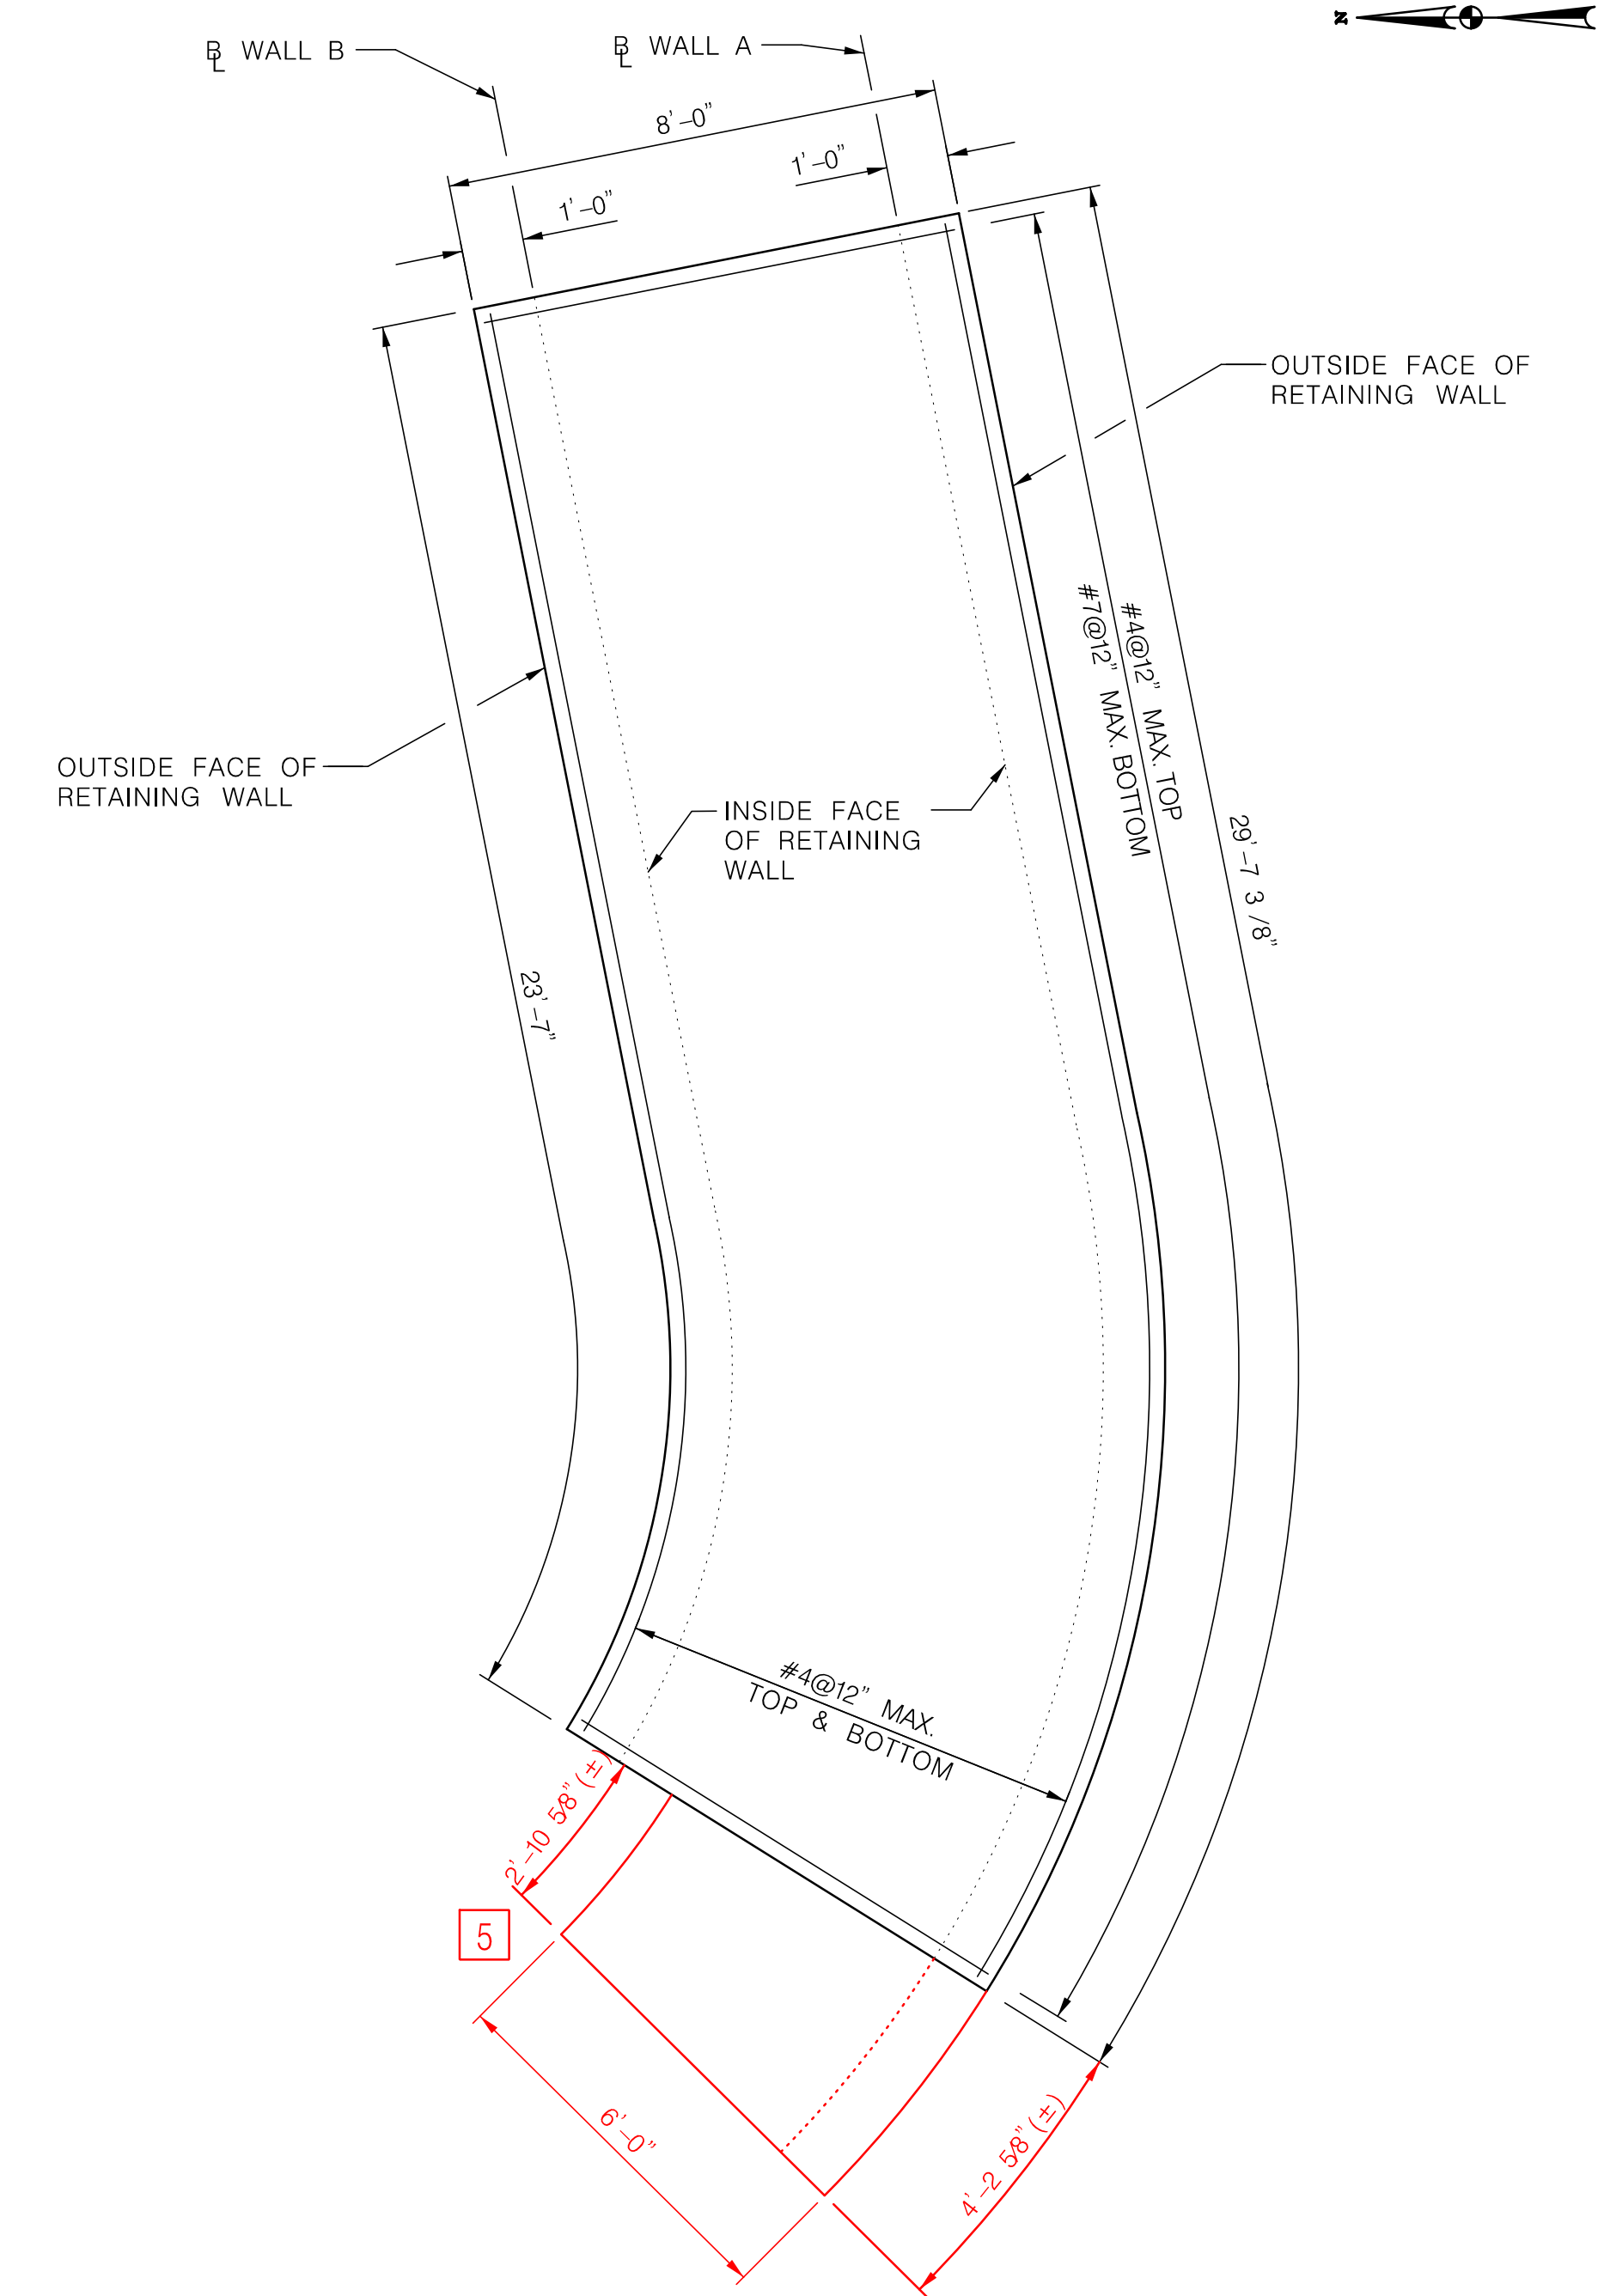 N
BL WALL B
BL WALL A
8'-0"
1'-0"
1'-0"
OUTSIDE FACE OF
RETAINING WALL
#4@12" MAX. TOP
#7@12" MAX. BOTTOM
OUTSIDE FACE OF
RETAINING WALL
INSIDE FACE
OF RETAINING
WALL
29'-7 3/8"
23'-7"
#4@12" MAX.
TOP & BOTTOM
2'-10 5/8" (±)
5
6'-0"
4'-2 5/8" (±)